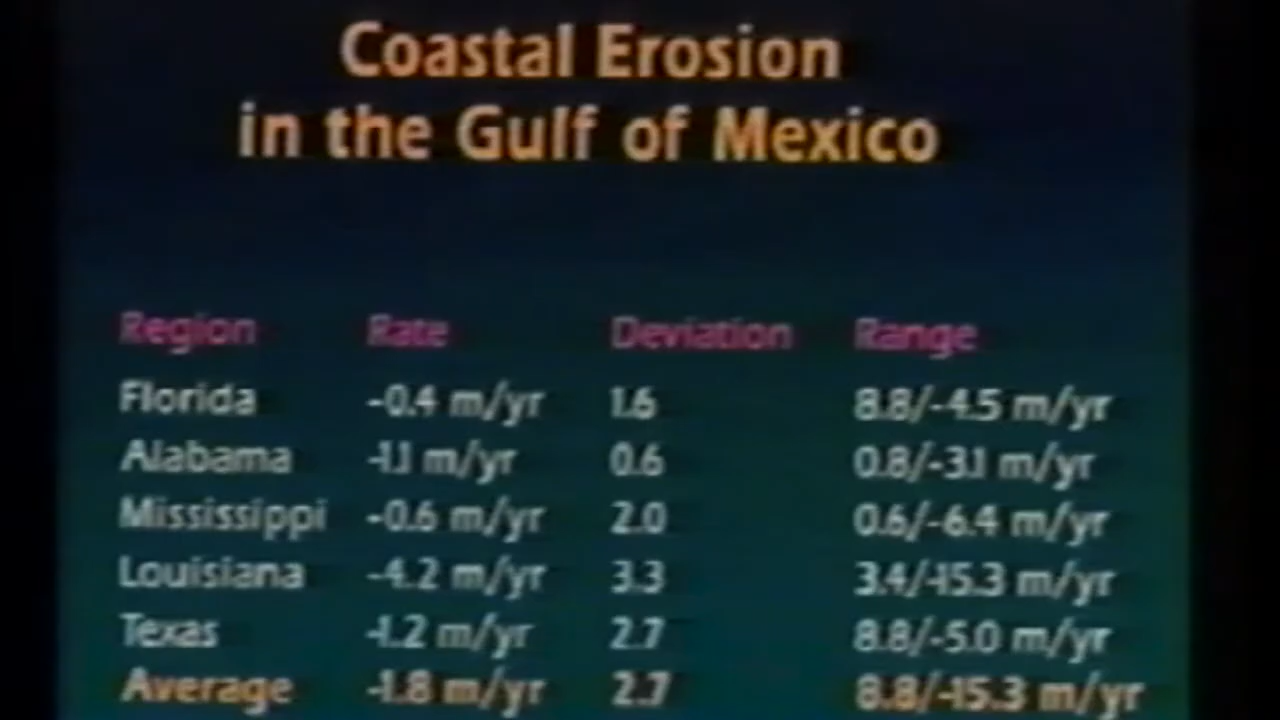 Coastal Erosion
in the Gulf of Mexico
Region Rate Deviation Range
Florida -0.4 m/yr 1.6 8.8/-4.5 m/yr
Alabama -1.1 m/yr 0.6 0.8/-3.1 m/yr
Mississippi -0.6 m/yr 2.0 0.6/-6.4 m/yr
Louisiana -4.2 m/yr 3.3 3.4/-15.3 m/yr
Texas -1.2 m/yr 2.7 8.8/-5.0 m/yr
Average -1.8 m/yr 2.7 8.8/-15.3 m/yr